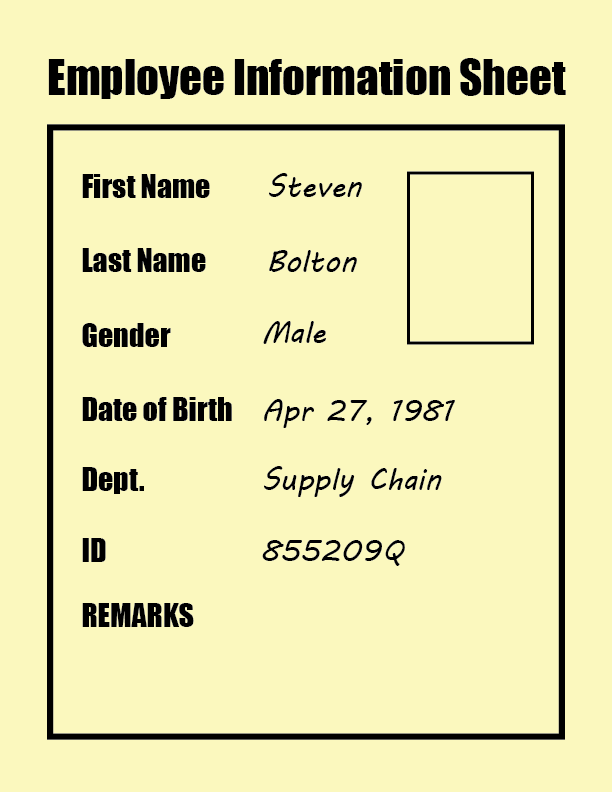 Employee Information Sheet
First Name Steven
Last Name Bolton
Gender Male
Date of Birth Apr 27, 1981
Dept. Supply Chain
ID 855209Q
REMARKS